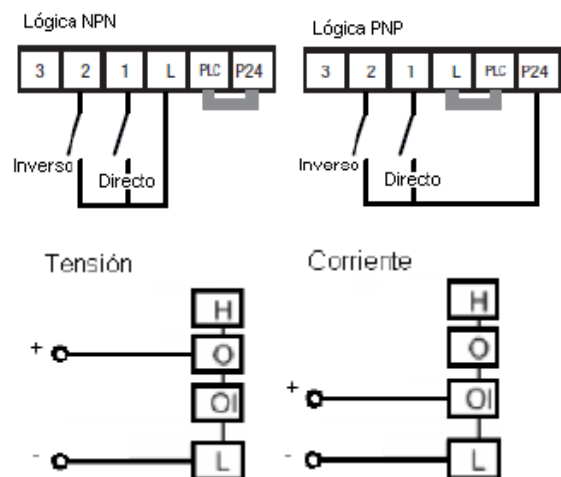 Lógica NPN
3 2 1 L PLC P24
Inverso
Directo
Lógica PNP
3 2 1 L PLC P24
Inverso
Directo
Tensión
H
+ O
OI
- L
Corriente
H
O
+ OI
- L